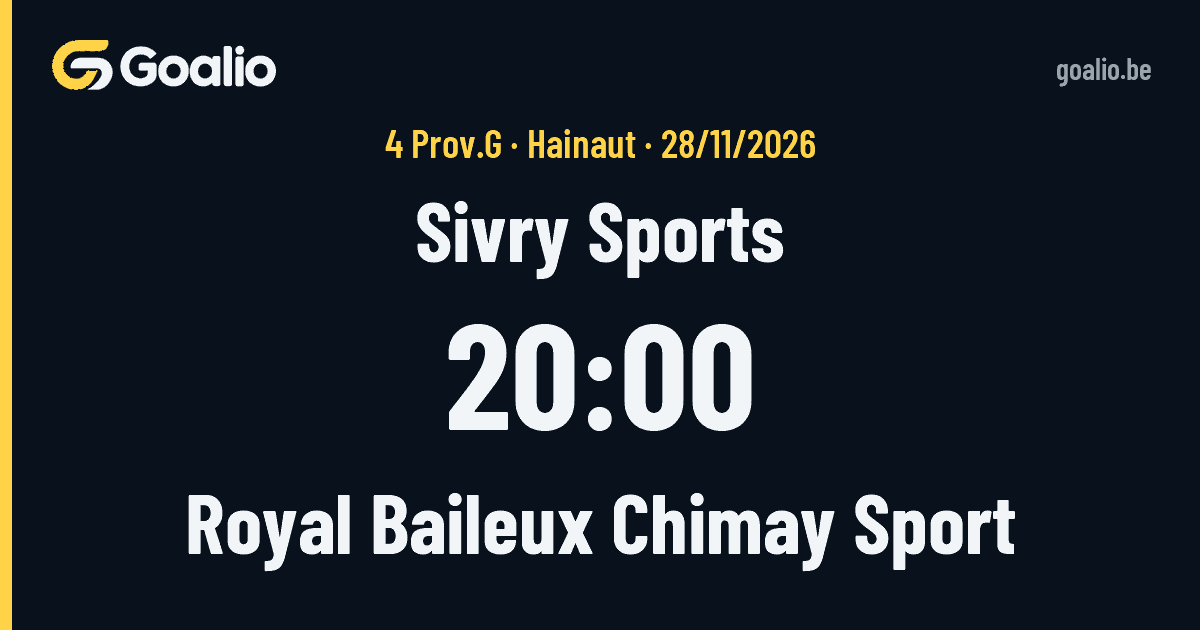 Goalio
goalio.be
4 Prov.G · Hainaut · 28/11/2026
Sivry Sports
20:00
Royal Baileux Chimay Sport